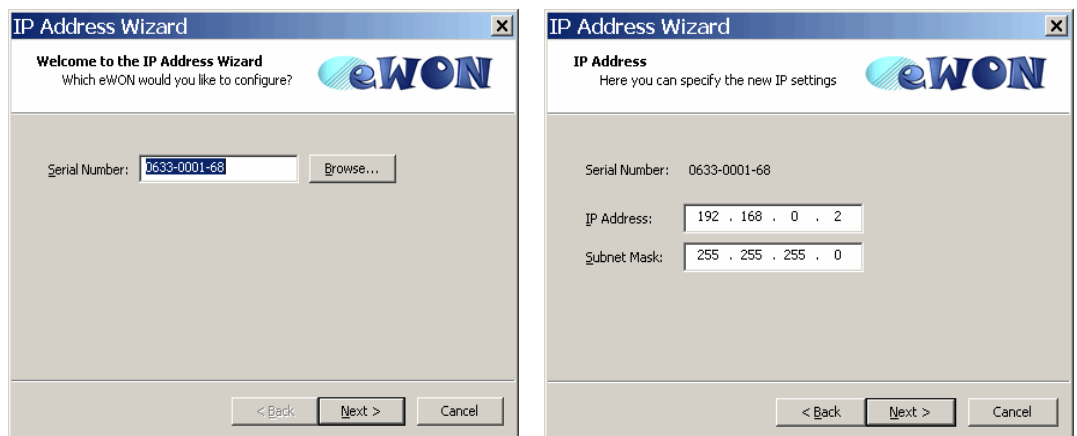 IP Address Wizard
Welcome to the IP Address Wizard
Which eWON would you like to configure?
eWON
Serial Number: 0633-0001-68 Browse...
< Back Next > Cancel
IP Address Wizard
IP Address
Here you can specify the new IP settings
eWON
Serial Number: 0633-0001-68
IP Address: 192 . 168 . 0 . 2
Subnet Mask: 255 . 255 . 255 . 0
< Back Next > Cancel